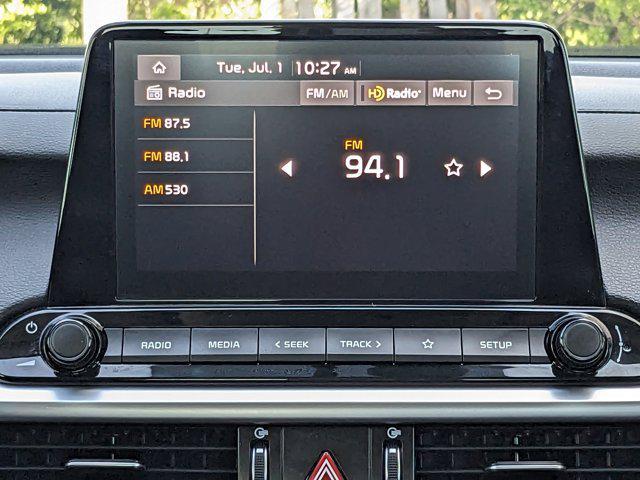 Tue, Jul. 1 10:27 AM
Radio FM/AM HD Radio Menu
FM 87.5
FM 88.1
AM 530
FM
94.1
RADIO MEDIA < SEEK TRACK > SETUP